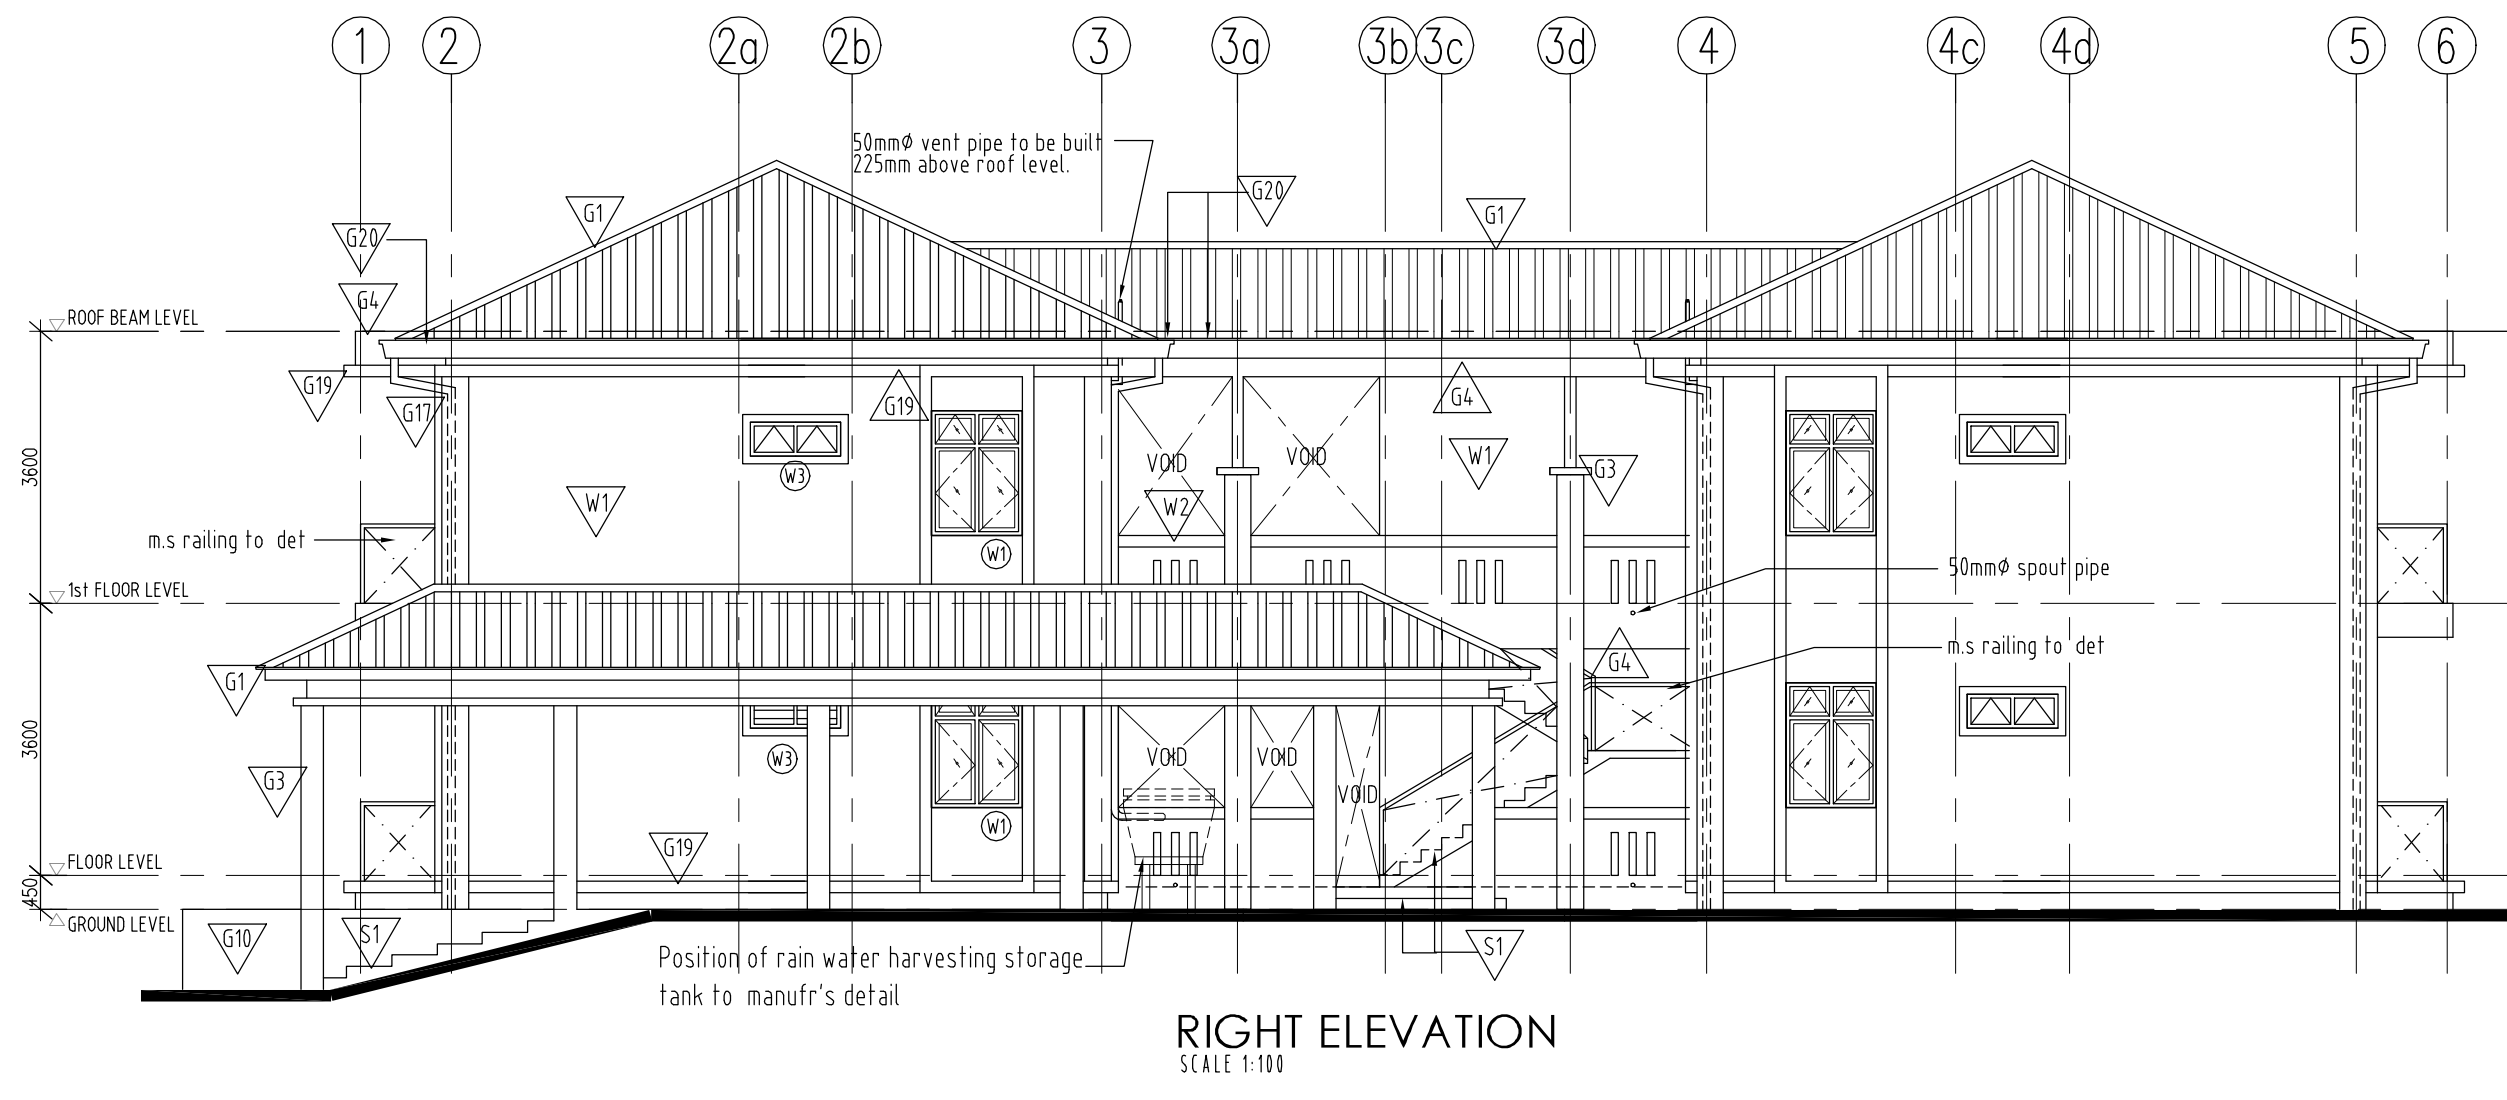 1 2 2a 2b 3 3a 3b 3c 3d 4 4c 4d 5 6
50mmØ vent pipe to be built
225mm above roof level.
G20
G1
G1
G20
G4
ROOF BEAM LEVEL
G19
G17
G19
G4
W3
VOID
VOID
W1
G3
3600
W1
W2
m.s railing to det
W1
50mmØ spout pipe
1st FLOOR LEVEL
m.s railing to det
G4
G1
3600
W3
VOID
VOID
G3
VOID
W1
G19
FLOOR LEVEL
450
GROUND LEVEL
G10
S1
S1
Position of rain water harvesting storage
tank to manufr's detail
RIGHT ELEVATION
SCALE 1:100